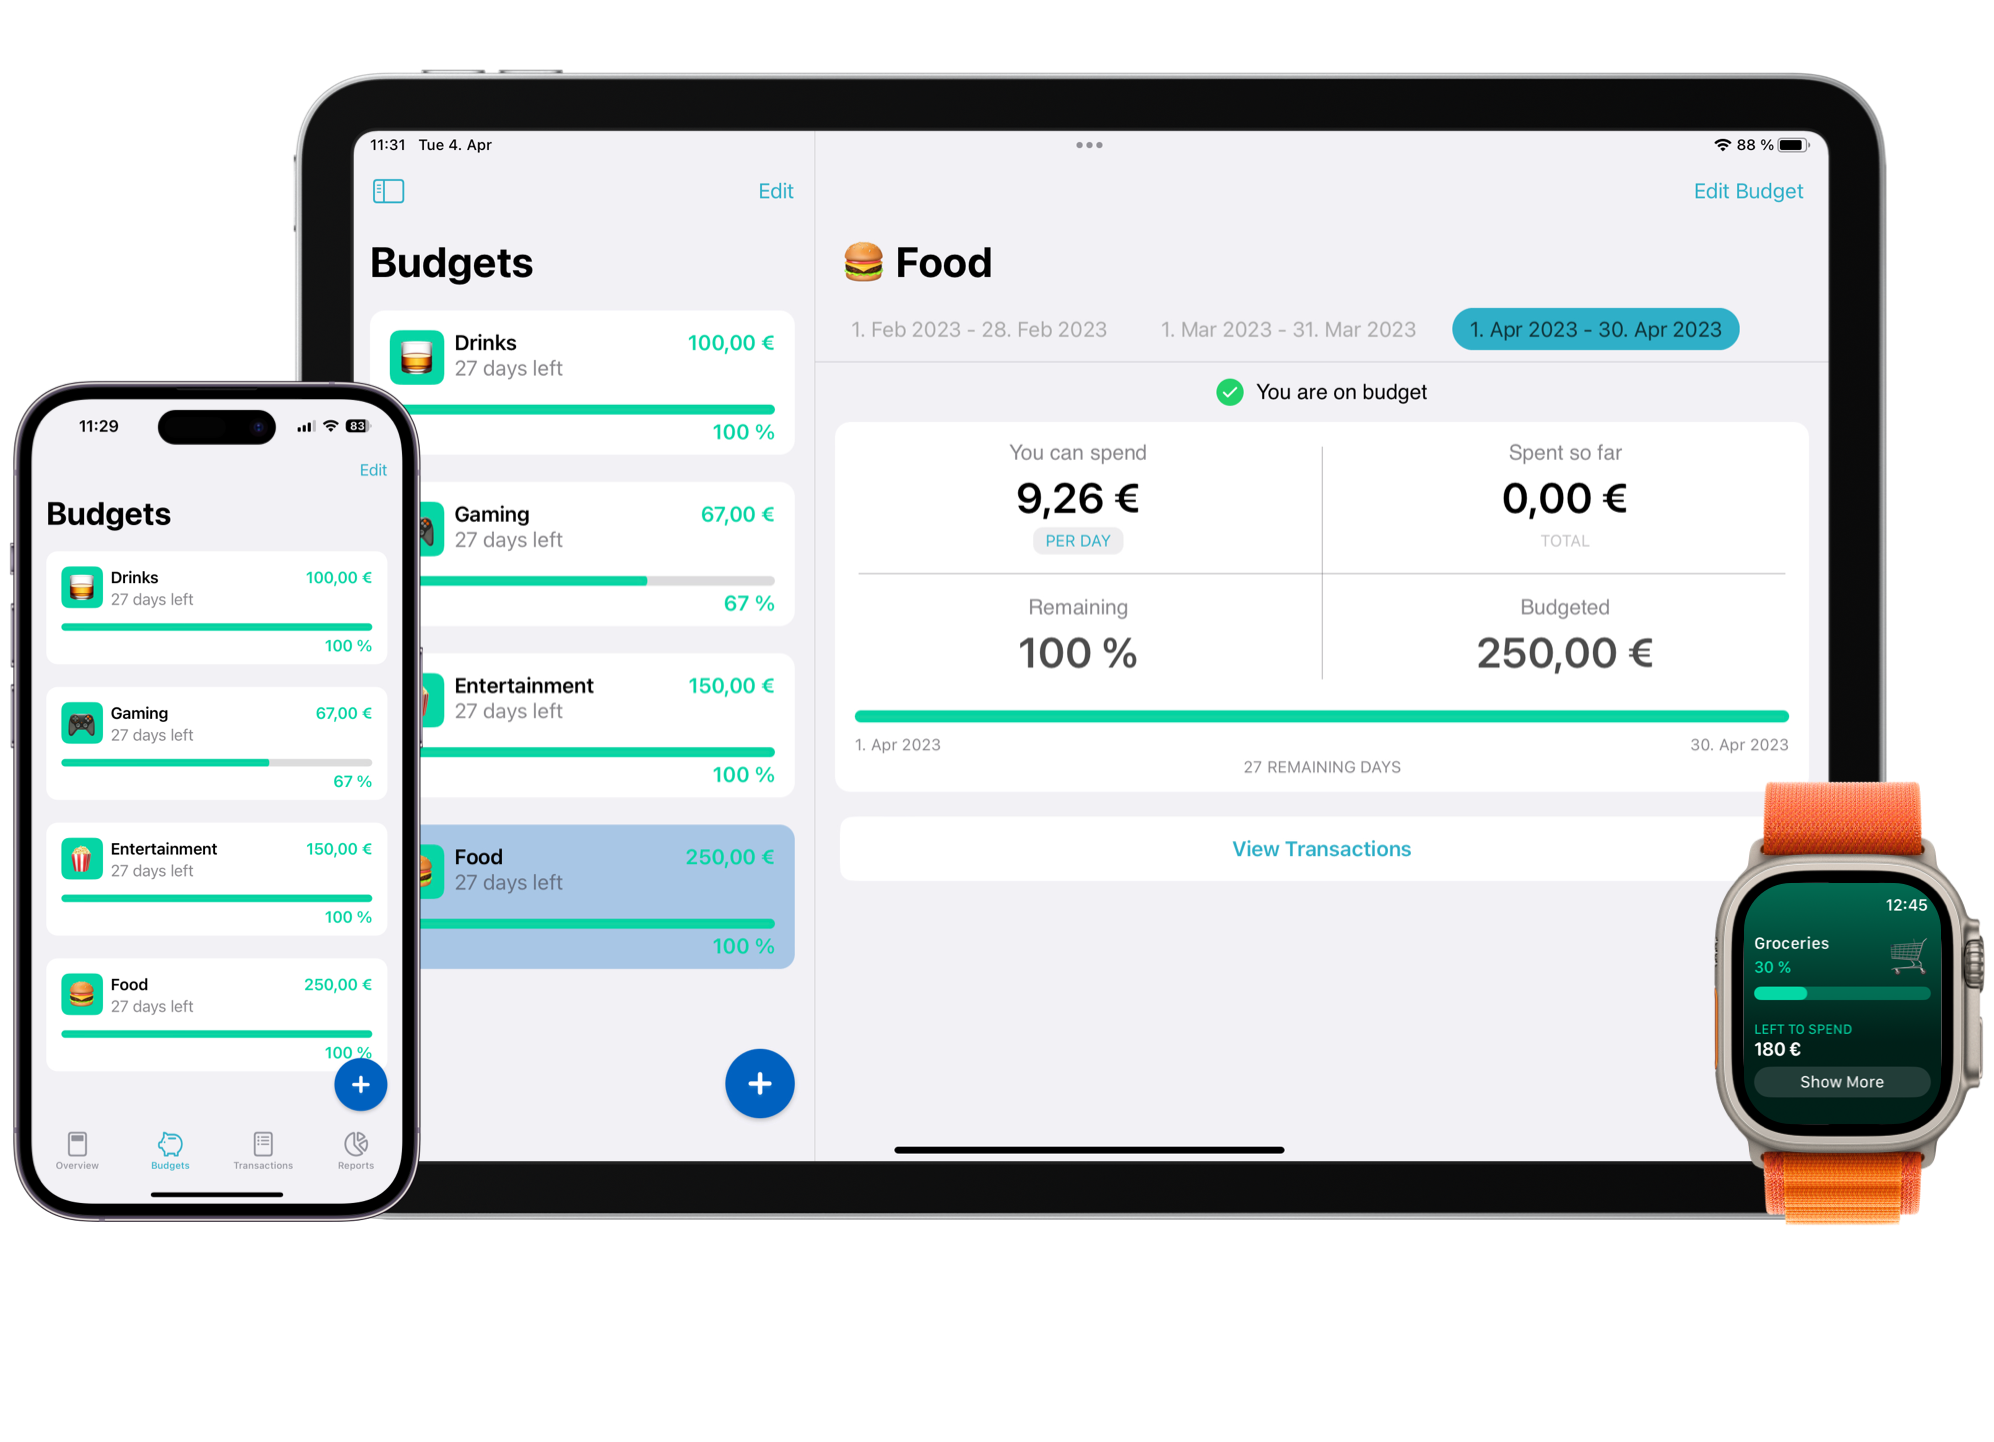 11:31 Tue 4. Apr
88 %
Edit
Edit Budget
Budgets
Drinks
100,00 €
27 days left
100 %
Gaming
67,00 €
27 days left
67 %
Entertainment
150,00 €
27 days left
100 %
Food
250,00 €
27 days left
100 %
Food
1. Feb 2023 - 28. Feb 2023
1. Mar 2023 - 31. Mar 2023
1. Apr 2023 - 30. Apr 2023
You are on budget
You can spend
9,26 €
PER DAY
Spent so far
0,00 €
TOTAL
Remaining
100 %
Budgeted
250,00 €
1. Apr 2023
30. Apr 2023
27 REMAINING DAYS
View Transactions
11:29
83
Edit
Budgets
Drinks
100,00 €
27 days left
100 %
Gaming
67,00 €
27 days left
67 %
Entertainment
150,00 €
27 days left
100 %
Food
250,00 €
27 days left
100 %
Overview
Budgets
Transactions
Reports
12:45
Groceries
30 %
LEFT TO SPEND
180 €
Show More